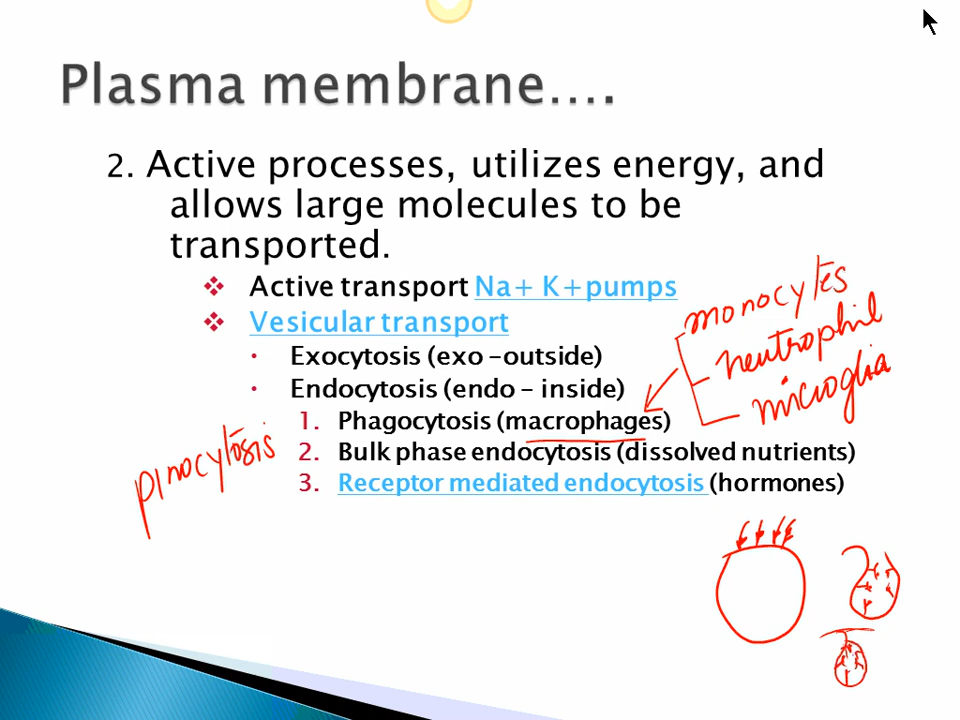 Plasma membrane....
2. Active processes, utilizes energy, and
allows large molecules to be
transported.
❖ Active transport Na+ K+pumps
❖ Vesicular transport
• Exocytosis (exo –outside)
• Endocytosis (endo – inside)
1. Phagocytosis (macrophages)
2. Bulk phase endocytosis (dissolved nutrients)
3. Receptor mediated endocytosis (hormones)
monocytes
neutrophil
microglia
pinocytosis